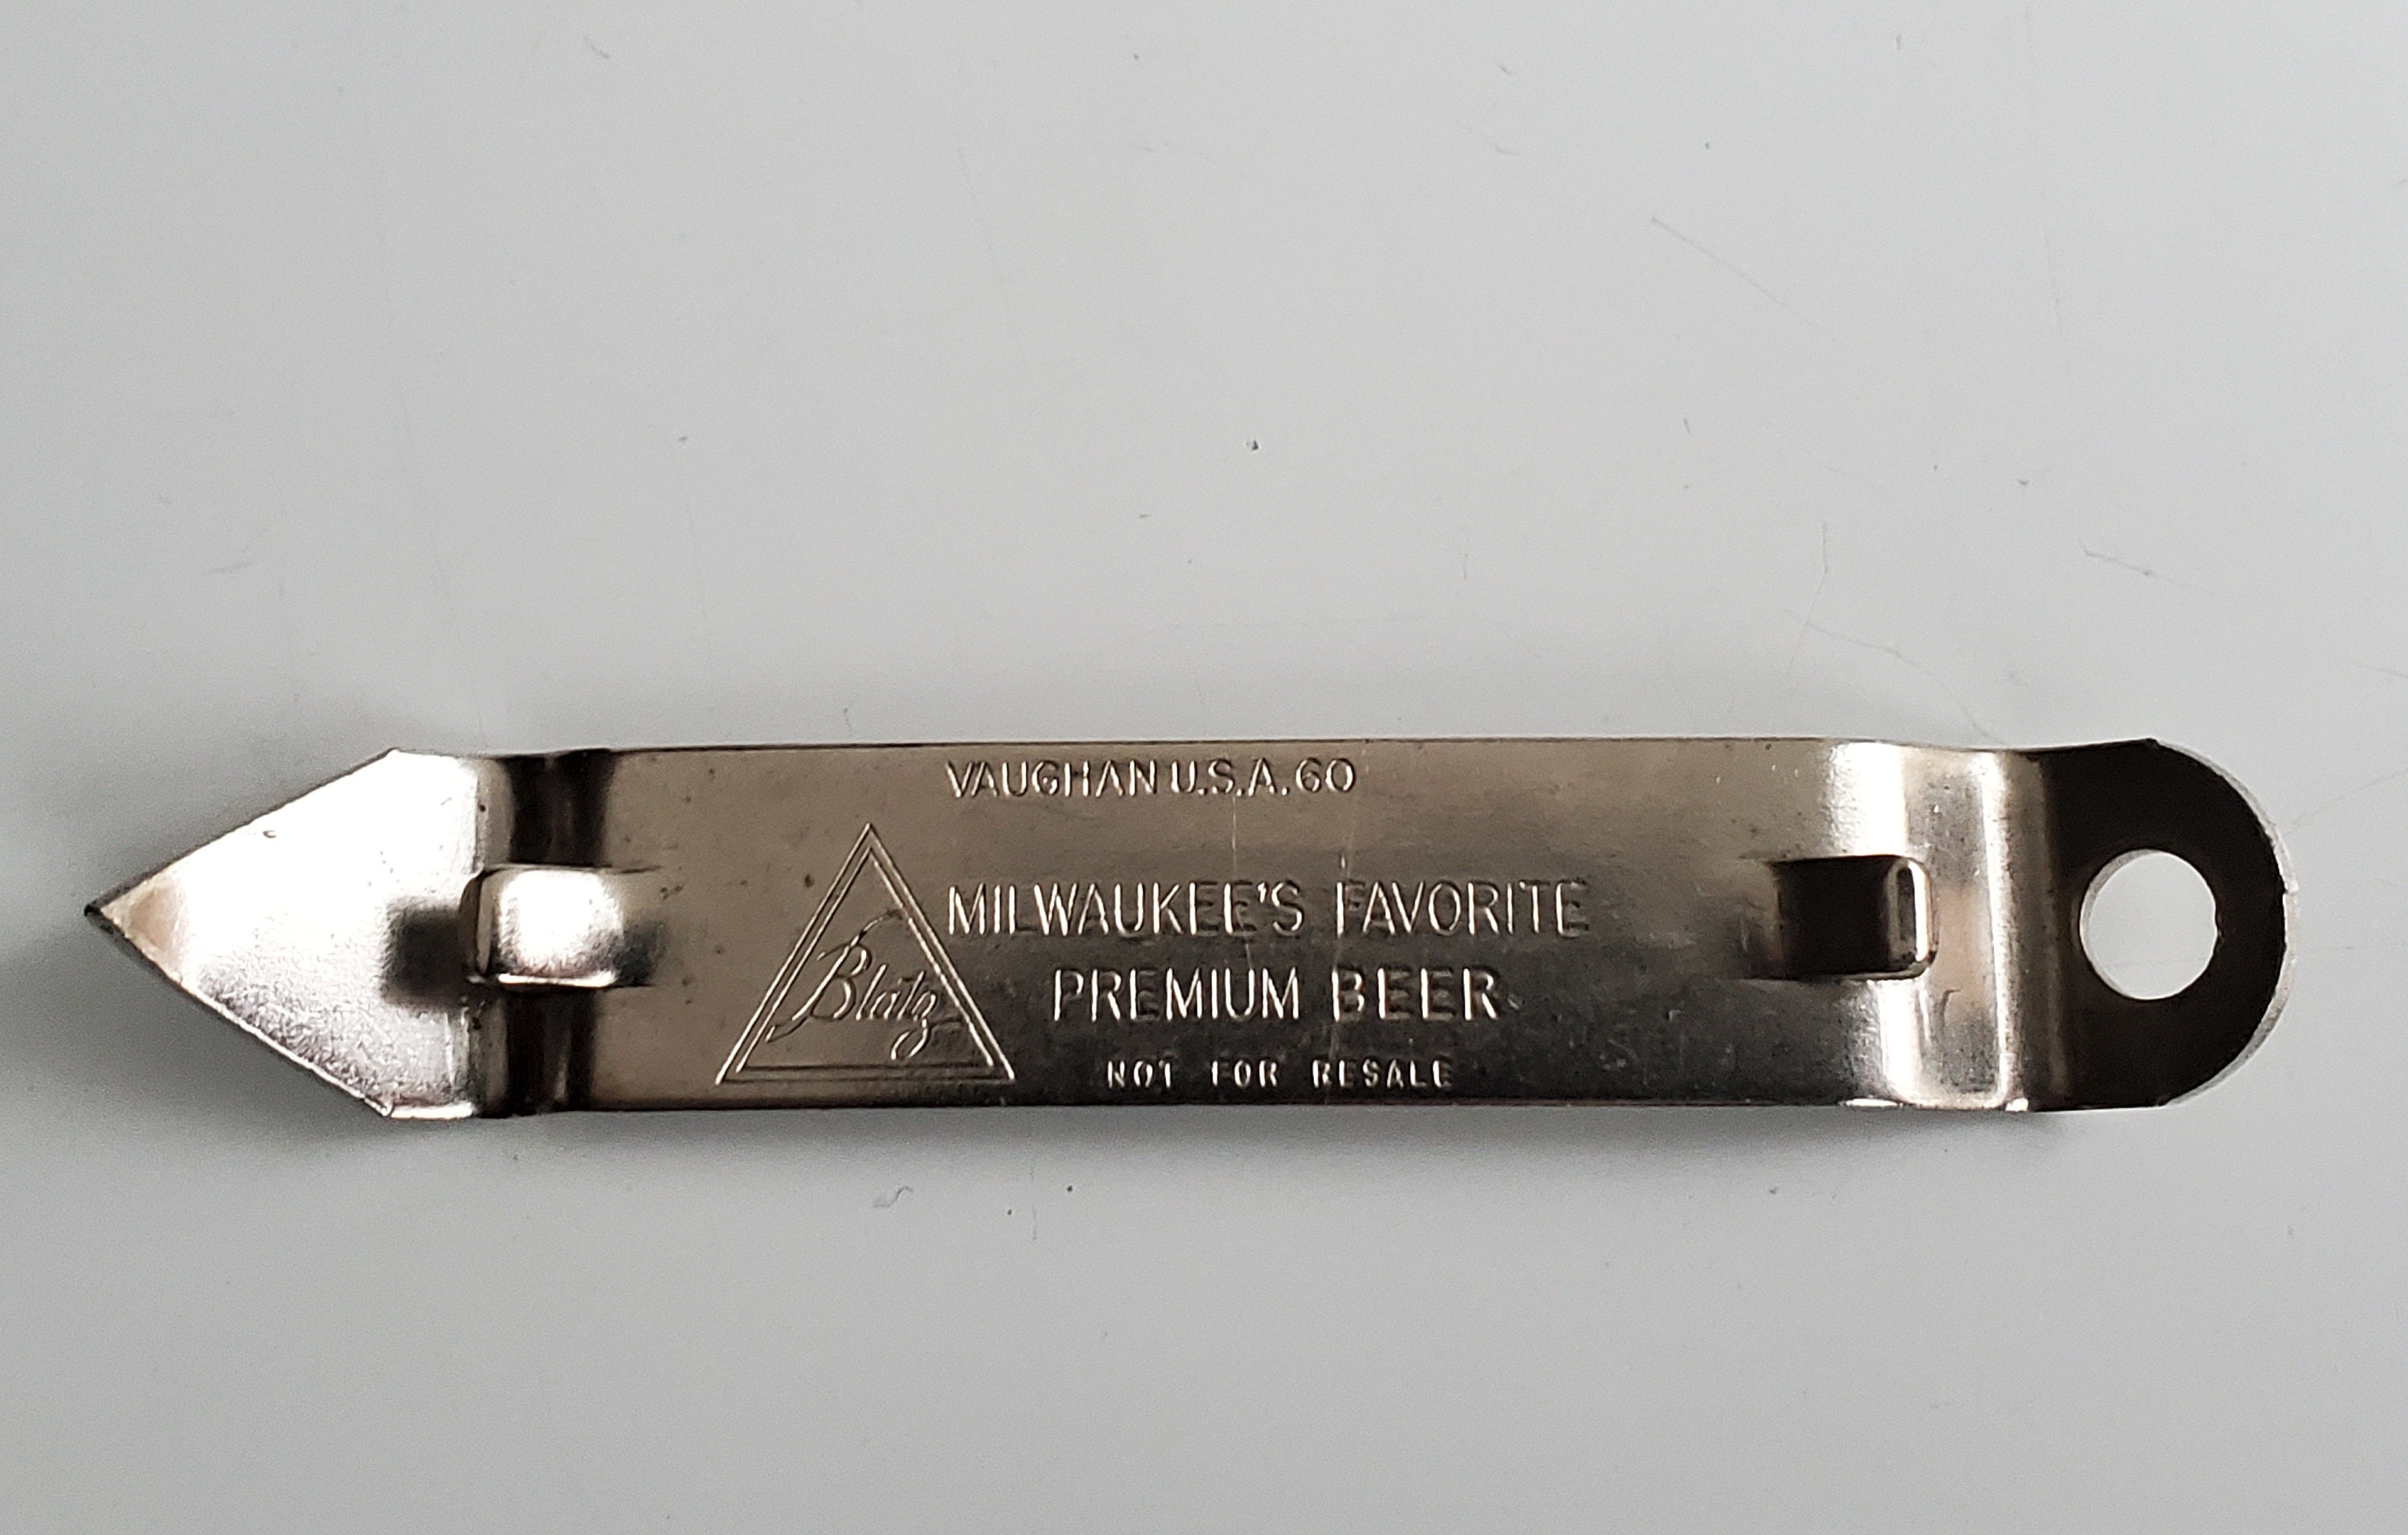 VAUGHAN U.S.A. 60
MILWAUKEE'S FAVORITE
Blatz
PREMIUM BEER
NOT FOR RESALE